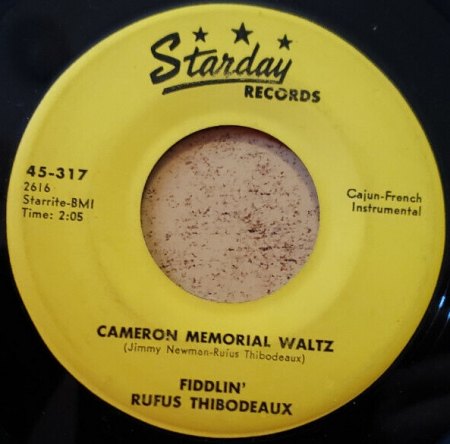 Starday
RECORDS
45-317
2616
Starrite-BMI
Time: 2:05
Cajun-French
Instrumental
CAMERON MEMORIAL WALTZ
(Jimmy Newman-Rufus Thibodeaux)
FIDDLIN'
RUFUS THIBODEAUX